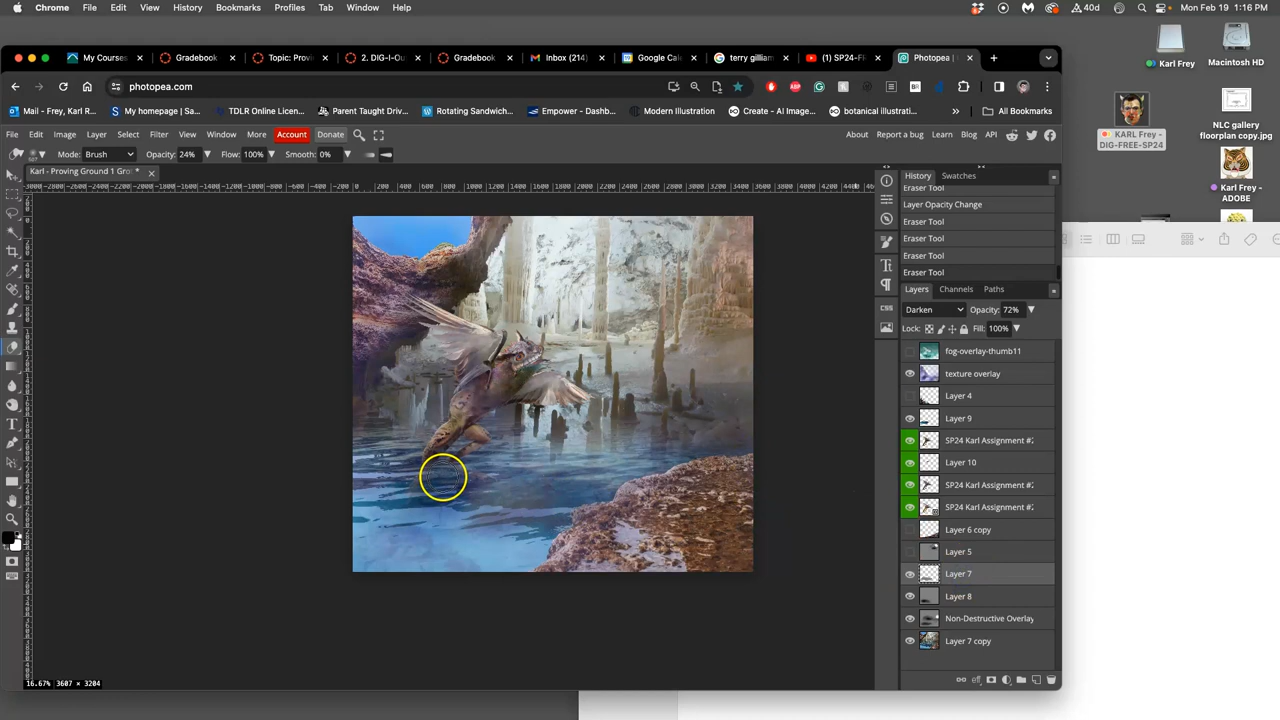 Chrome File Edit View History Bookmarks Profiles Tab Window Help
40d Mon Feb 19 1:16 PM
My Courses Gradebook Topic: Provi 2. DIG-I-Ou Gradebook Inbox (214) Google Cal terry gilliam (1) SP24-F Photopea |
photopea.com
Mail - Frey, Karl R... My homepage | Sa... TDLR Online Licen... Parent Taught Driv... Rotating Sandwich... Empower - Dashb... Modern Illustration Create - AI Image... botanical illustrati... » All Bookmarks
File Edit Image Layer Select Filter View Window More Account Donate
About Report a bug Learn Blog API
Mode: Brush Opacity: 24% Flow: 100% Smooth: 0%
Karl - Proving Ground 1 Gro *
History Swatches
Eraser Tool
Layer Opacity Change
Eraser Tool
Eraser Tool
Eraser Tool
Eraser Tool
Layers Channels Paths
Darken Opacity: 72%
Lock: Fill: 100%
fog-overlay-thumb11
texture overlay
Layer 4
Layer 9
SP24 Karl Assignment #2
Layer 10
SP24 Karl Assignment #2
SP24 Karl Assignment #2
Layer 6 copy
Layer 5
Layer 7
Layer 8
Non-Destructive Overlay
Layer 7 copy
CSS
eff
16.67% 3607 × 3204
Karl Frey
Macintosh HD
KARL Frey -
DIG-FREE-SP24
NLC gallery
floorplan copy.jpg
Karl Frey -
ADOBE